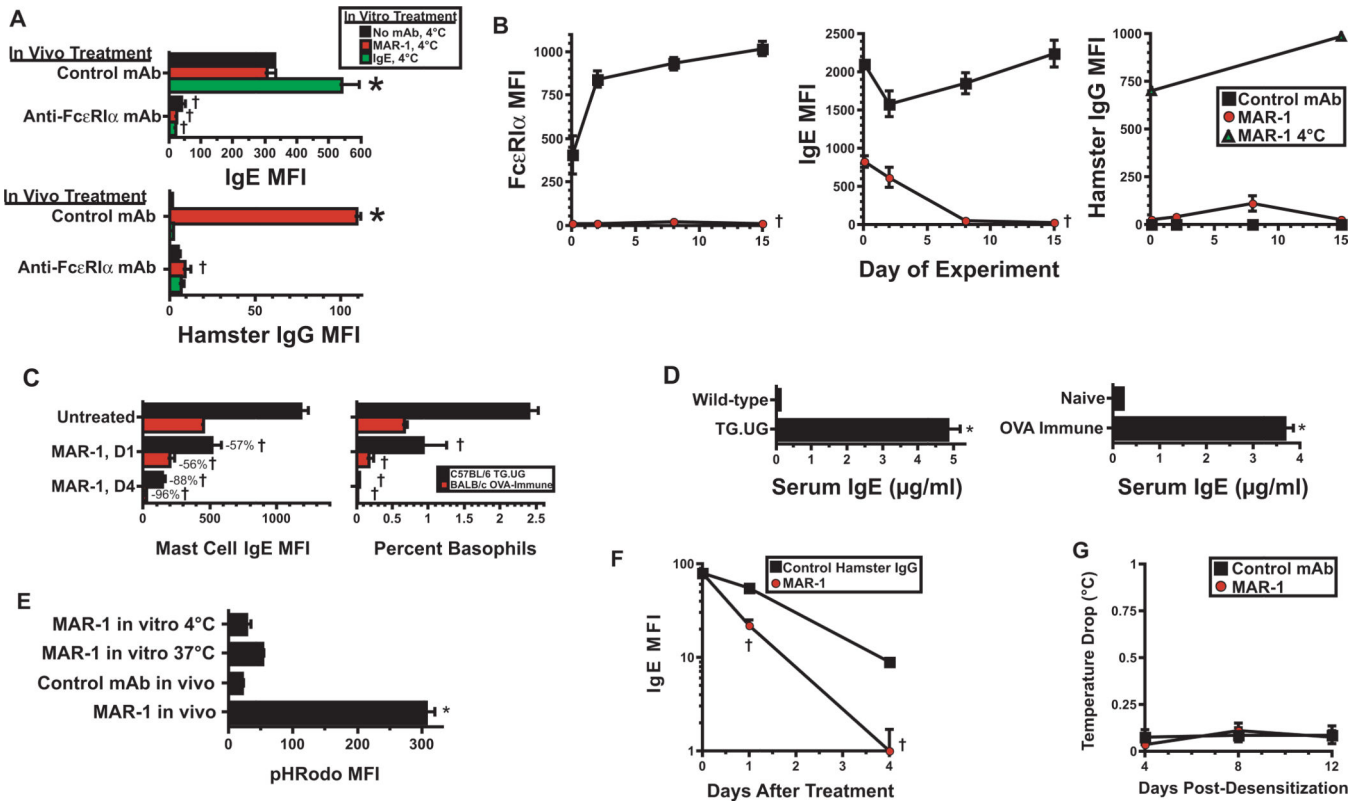 A
In Vitro Treatment
No mAb, 4°C
MAR-1, 4°C
IgE, 4°C
In Vivo Treatment
Control mAb
*
Anti-FcεRIα mAb
†
†
†
0 100 200 300 400 500 600
IgE MFI
In Vivo Treatment
Control mAb
*
Anti-FcεRIα mAb
†
0 50 100
Hamster IgG MFI
B
FcεRIα MFI
1000
750
500
250
0
0 5 10 15
†
IgE MFI
2500
2000
1500
1000
500
0
0 5 10 15
†
Day of Experiment
Hamster IgG MFI
1000
750
500
250
0
0 5 10 15
Control mAb
MAR-1
MAR-1 4°C
C
Untreated
MAR-1, D1
-57% †
-56% †
MAR-1, D4
-88% †
-96% †
0 500 1000
Mast Cell IgE MFI
†
†
†
†
C57BL/6 TG.UG
BALB/c OVA-Immune
0 0.5 1 1.5 2 2.5
Percent Basophils
D
Wild-type
TG.UG
*
0 1 2 3 4 5
Serum IgE (µg/ml)
Naive
OVA Immune
*
0 1 2 3 4
Serum IgE (µg/ml)
E
MAR-1 in vitro 4°C
MAR-1 in vitro 37°C
Control mAb in vivo
MAR-1 in vivo
*
0 100 200 300
pHRodo MFI
F
Control Hamster IgG
MAR-1
IgE MFI
100
10
1
†
†
0 1 2 3 4
Days After Treatment
G
Control mAb
MAR-1
Temperature Drop (°C)
1
0.75
0.5
0.25
0
4 8 12
Days Post-Desensitization